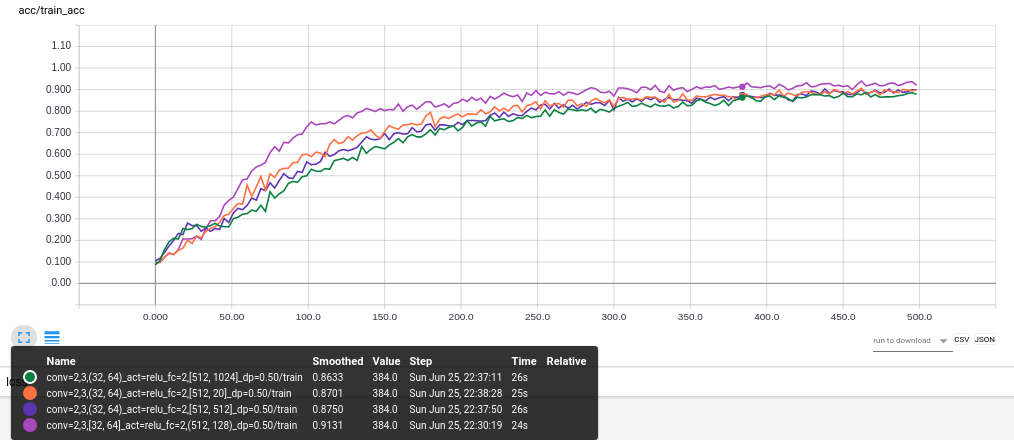 acc/train_acc
1.10
1.00
0.900
0.800
0.700
0.600
0.500
0.400
0.300
0.200
0.100
0.00
0.000 50.00 100.0 150.0 200.0 250.0 300.0 350.0 400.0 450.0 500.0
run to download CSV JSON
Name Smoothed Value Step Time Relative
conv=2,3,(32, 64)_act=relu_fc=2,[512, 1024]_dp=0.50/train 0.8633 384.0 Sun Jun 25, 22:37:11 26s
conv=2,3,(32, 64)_act=relu_fc=2,[512, 20]_dp=0.50/train 0.8701 384.0 Sun Jun 25, 22:38:28 25s
conv=2,3,(32, 64)_act=relu_fc=2,[512, 512]_dp=0.50/train 0.8750 384.0 Sun Jun 25, 22:37:50 26s
conv=2,3,[32, 64]_act=relu_fc=2,(512, 128)_dp=0.50/train 0.9131 384.0 Sun Jun 25, 22:30:19 24s